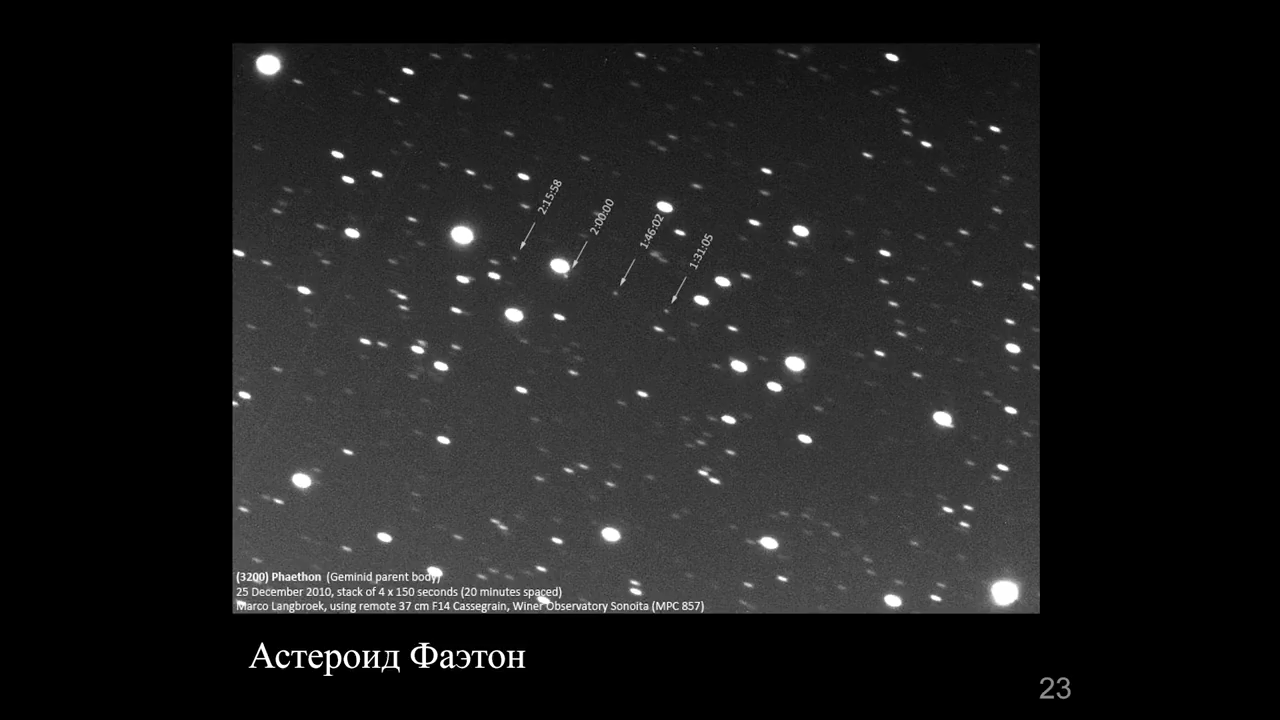 2:15:58
2:00:00
1:46:02
1:31:05
(3200) Phaethon (Geminid parent body)
25 December 2010, stack of 4 x 150 seconds (20 minutes spaced)
Marco Langbroek, using remote 37 cm F14 Cassegrain, Winer Observatory Sonoita (MPC 857)
Астероид Фаэтон
23